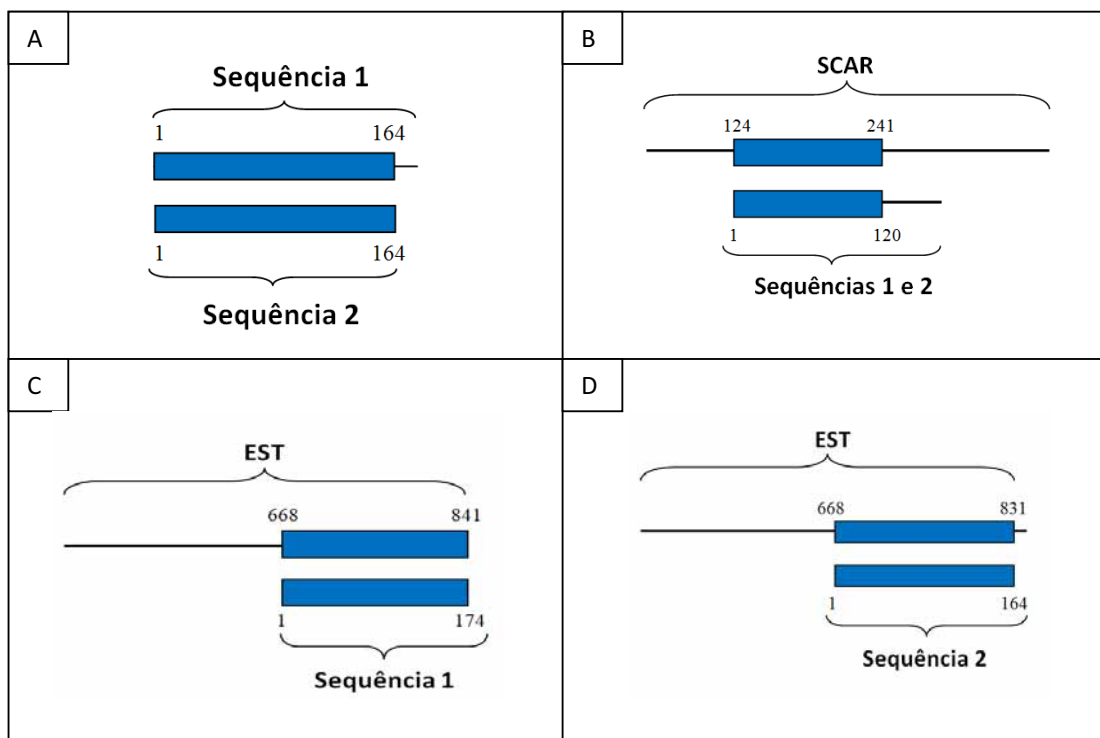 A
Sequência 1
1 164
1 164
Sequência 2
B
SCAR
124 241
1 120
Sequências 1 e 2
C
EST
668 841
1 174
Sequência 1
D
EST
668 831
1 164
Sequência 2